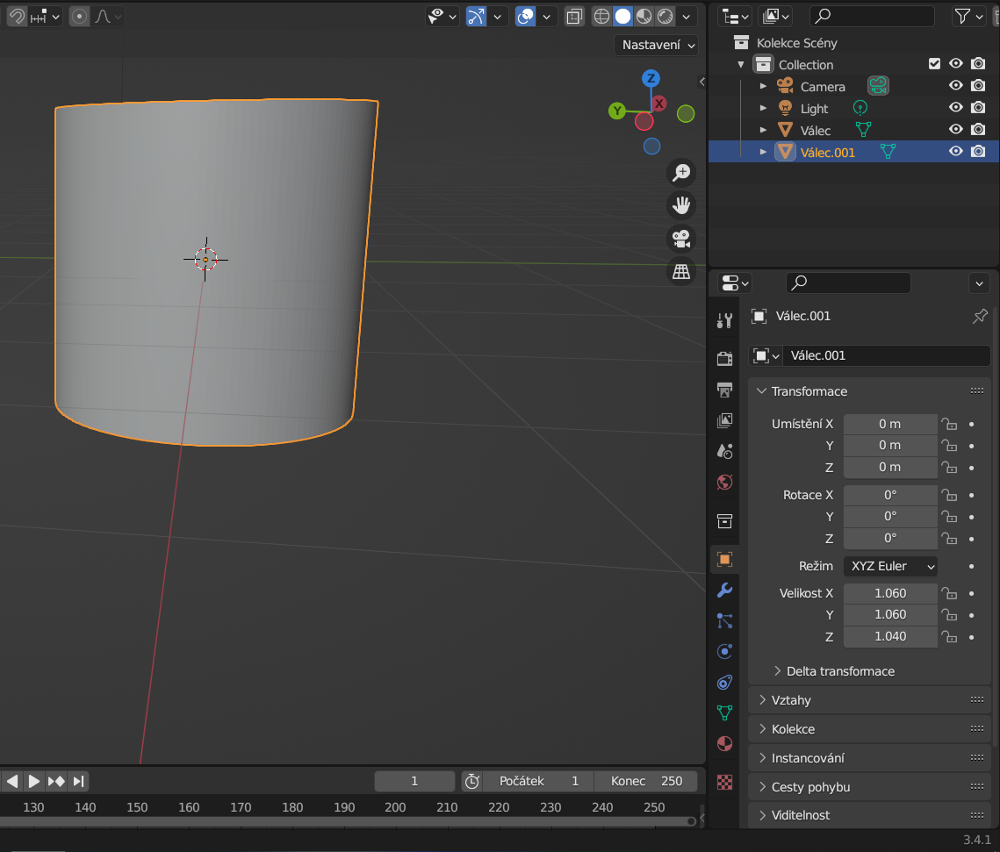 Nastavení
Z
Y
X
Kolekce Scény
Collection
Camera
Light
Válec
Válec.001
Válec.001
Válec.001
Transformace
Umístění X 0 m
Y 0 m
Z 0 m
Rotace X 0°
Y 0°
Z 0°
Režim XYZ Euler
Velikost X 1.060
Y 1.060
Z 1.040
Delta transformace
Vztahy
Kolekce
Instancování
Cesty pohybu
Viditelnost
1 Počátek 1 Konec 250
130 140 150 160 170 180 190 200 210 220 230 240 250
3.4.1